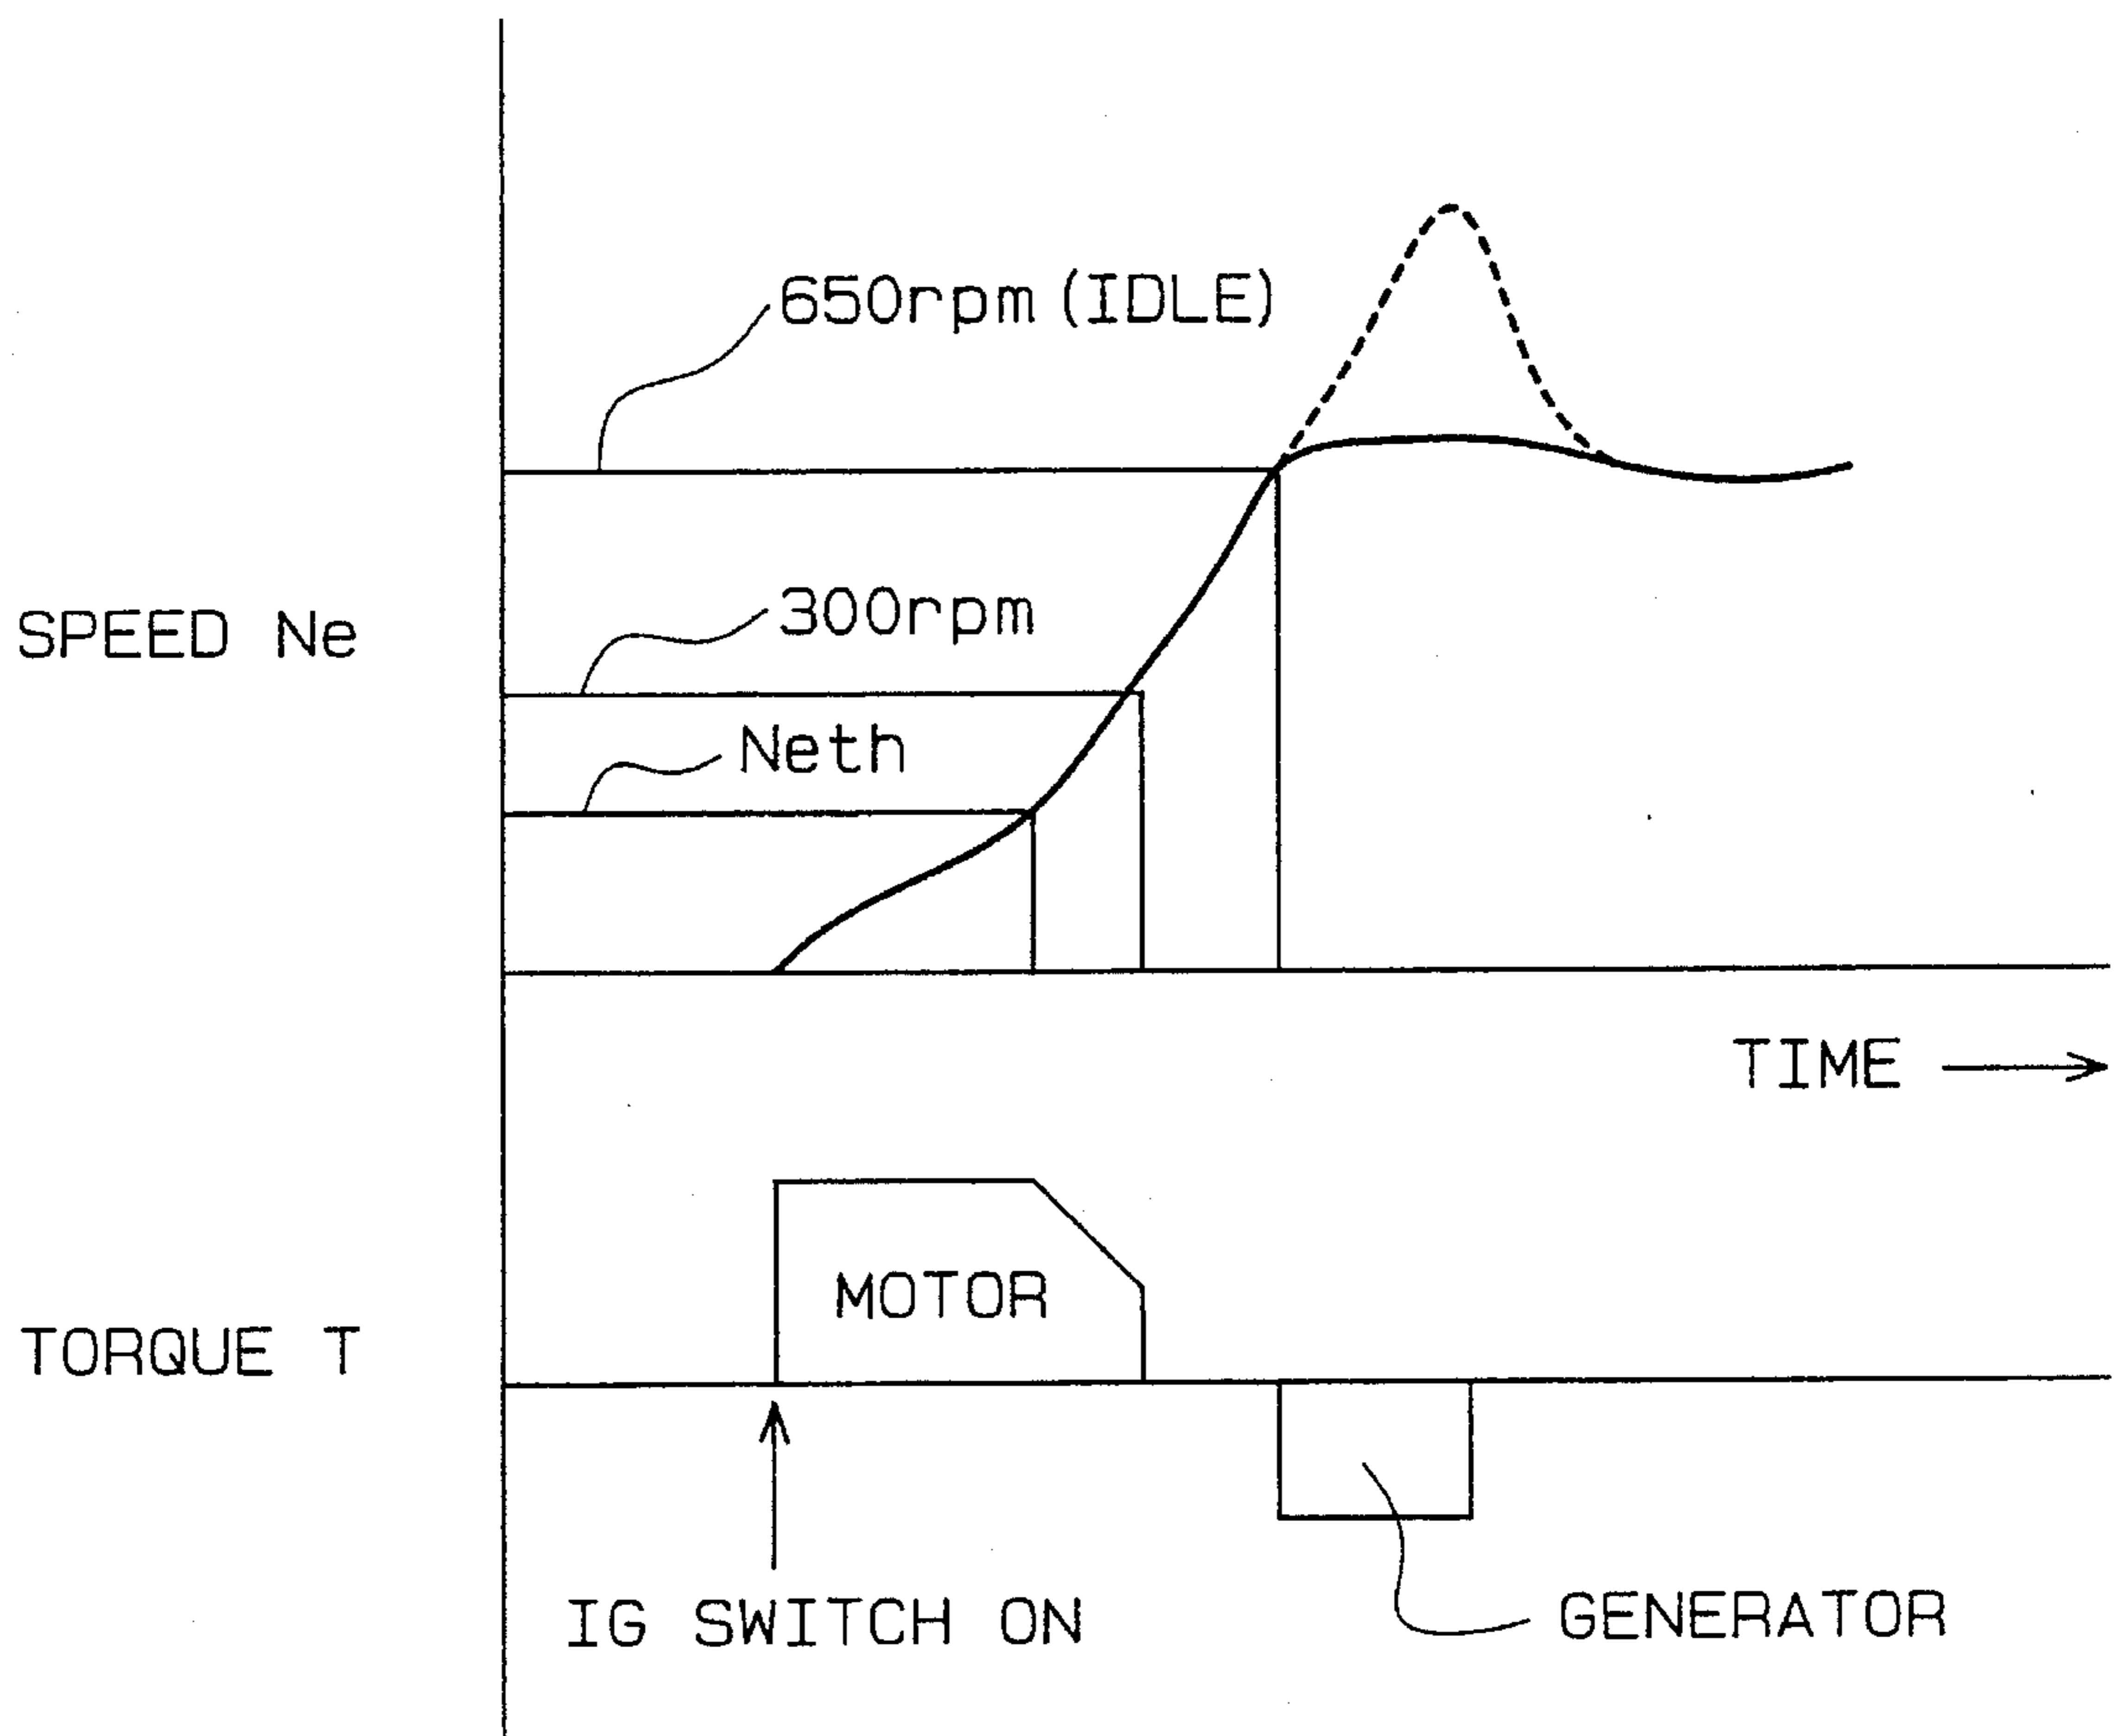 650rpm (IDLE)
SPEED Ne
300rpm
Neth
TIME
MOTOR
TORQUE T
IG SWITCH ON
GENERATOR